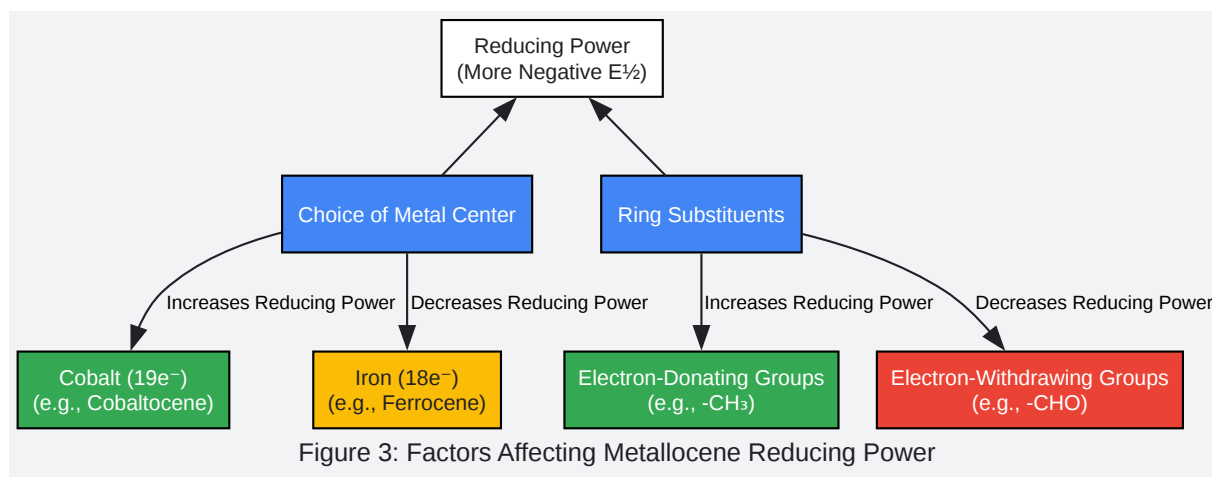 Reducing Power
(More Negative E½)
Choice of Metal Center
Ring Substituents
Increases Reducing Power
Decreases Reducing Power
Increases Reducing Power
Decreases Reducing Power
Cobalt (19e⁻)
(e.g., Cobaltocene)
Iron (18e⁻)
(e.g., Ferrocene)
Electron-Donating Groups
(e.g., -CH₃)
Electron-Withdrawing Groups
(e.g., -CHO)
Figure 3: Factors Affecting Metallocene Reducing Power